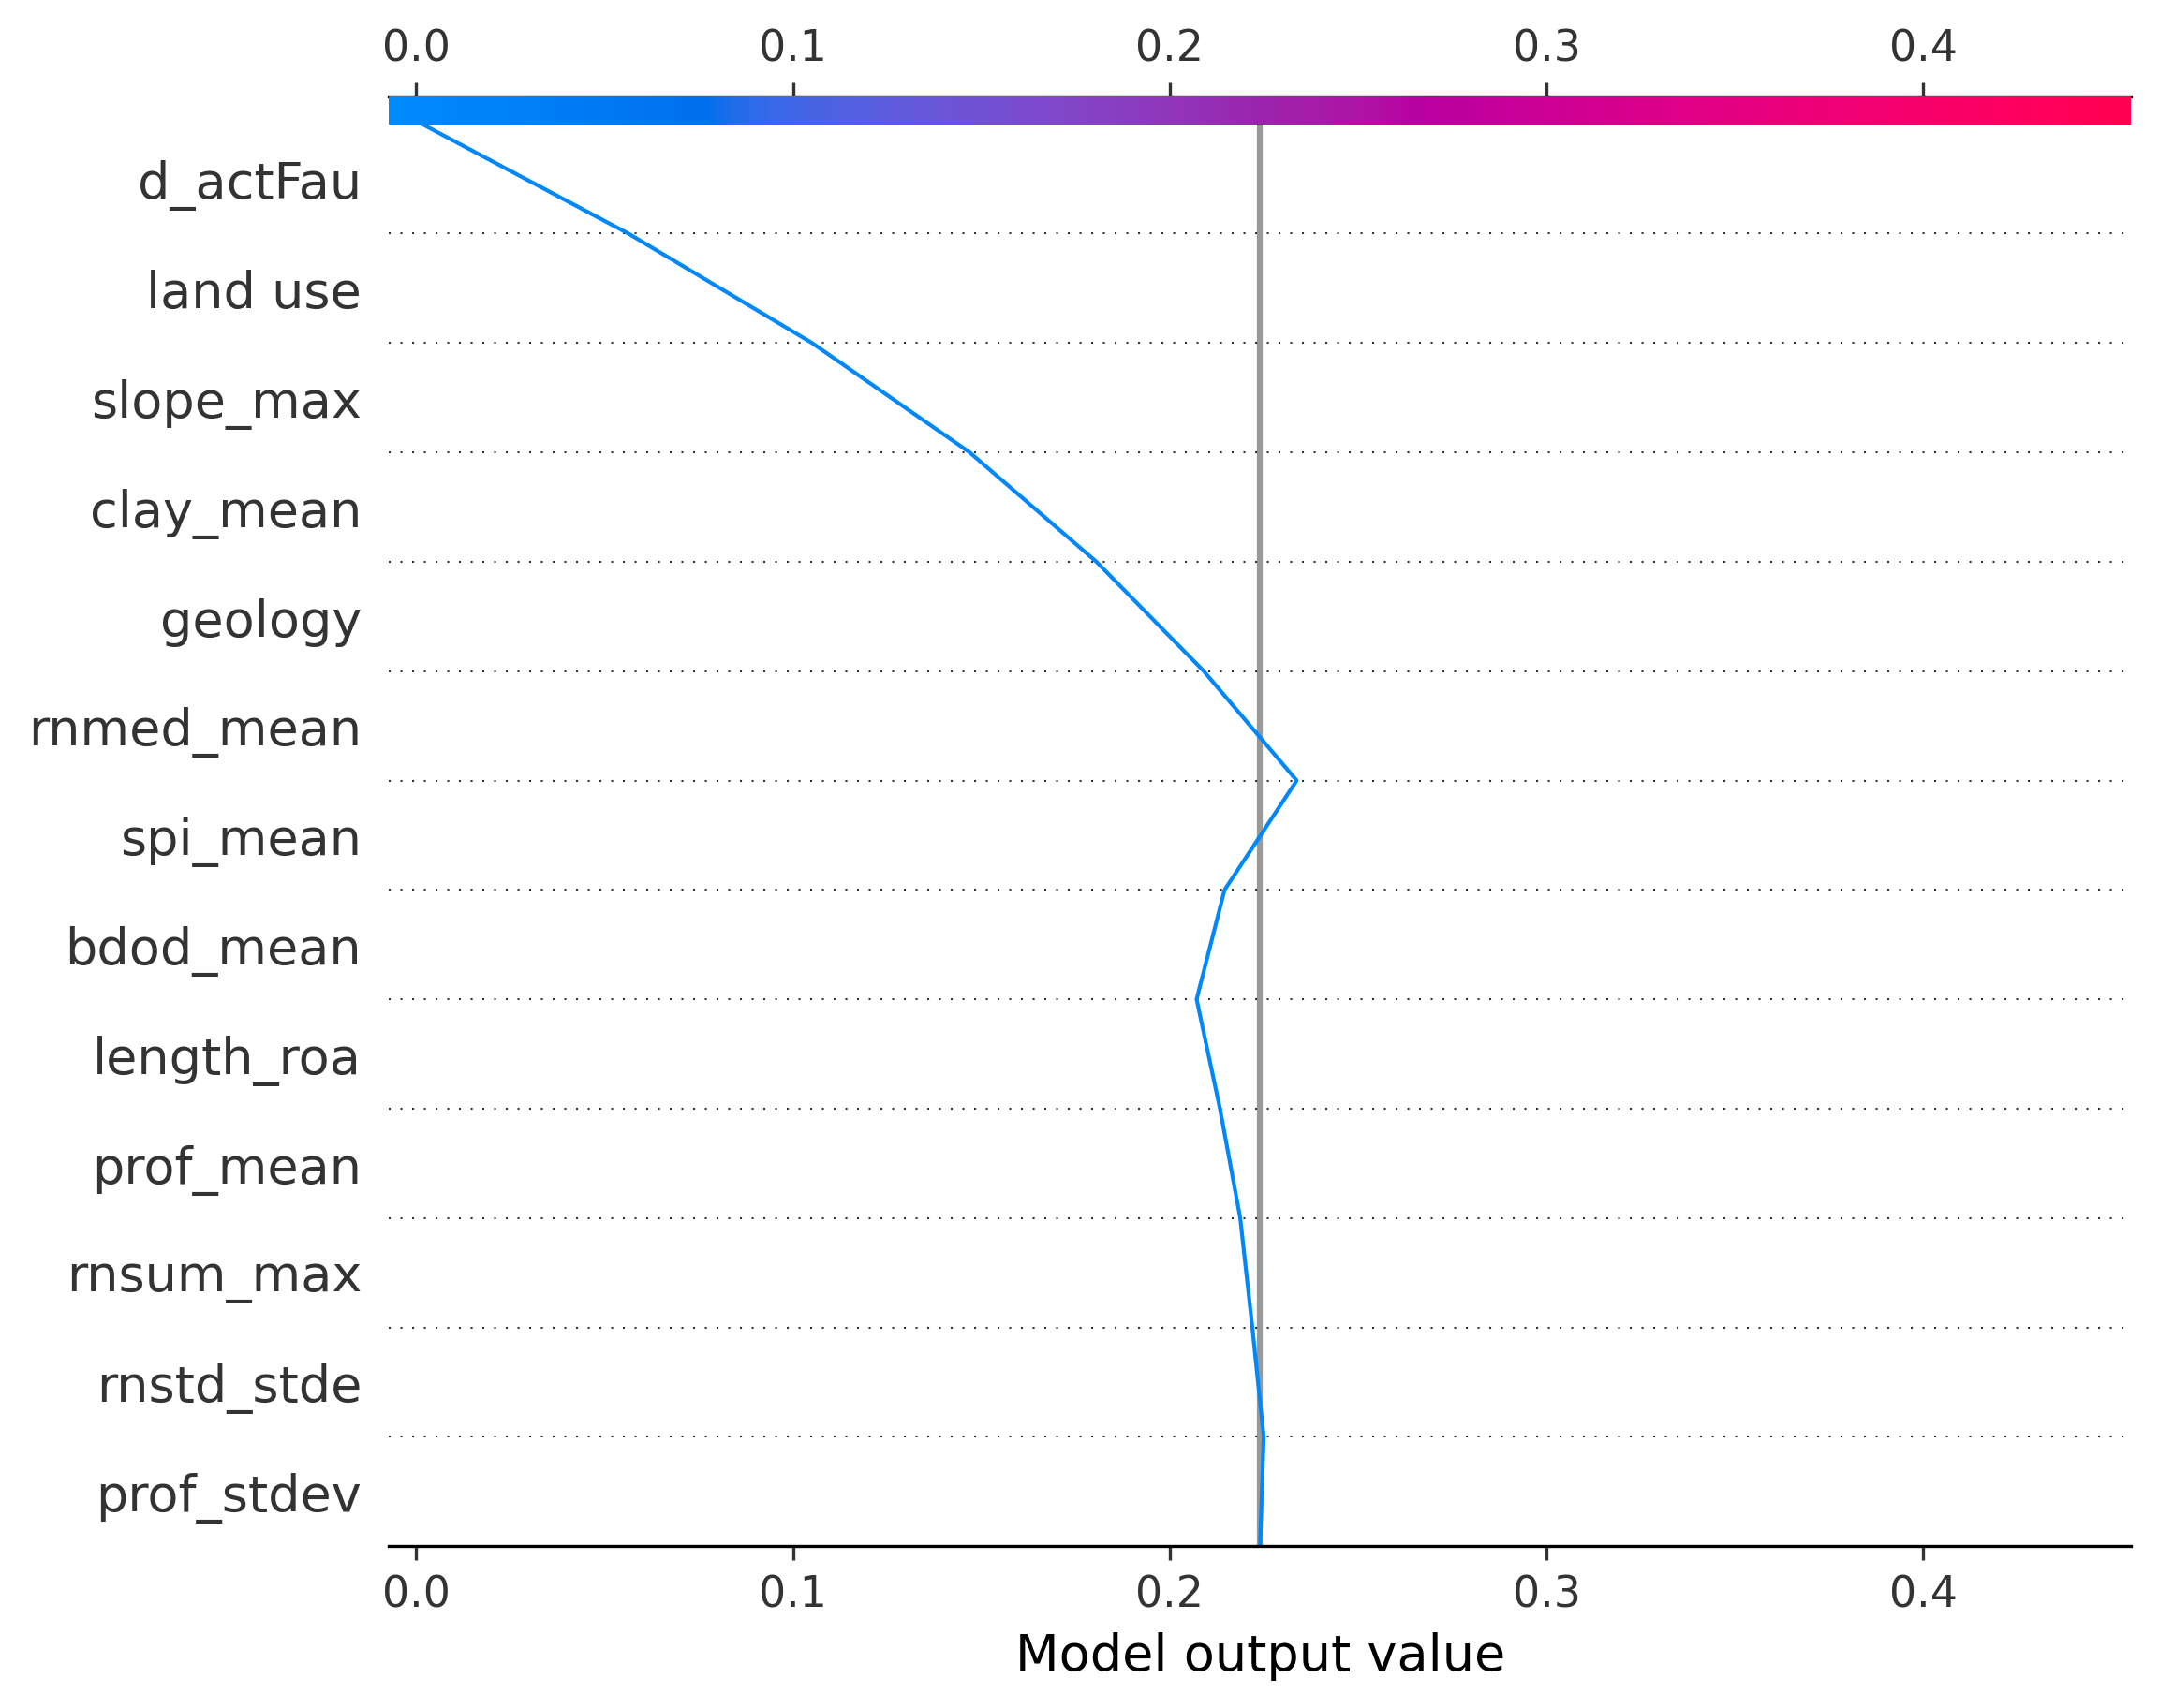 0.0 0.1 0.2 0.3 0.4
d_actFau
land use
slope_max
clay_mean
geology
rnmed_mean
spi_mean
bdod_mean
length_roa
prof_mean
rnsum_max
rnstd_stde
prof_stdev
0.0 0.1 0.2 0.3 0.4
Model output value